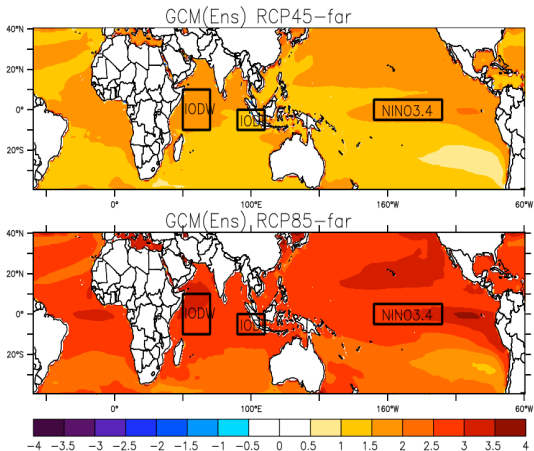 GCM(Ens) RCP45-far
40°N
20°N
0°
20°S
IODW
IODE
NINO3.4
0°
100°E
160°W
60°W
GCM(Ens) RCP85-far
40°N
20°N
0°
20°S
IODW
IODE
NINO3.4
0°
100°E
160°W
60°W
-4 -3.5 -3 -2.5 -2 -1.5 -1 -0.5 0 0.5 1 1.5 2 2.5 3 3.5 4